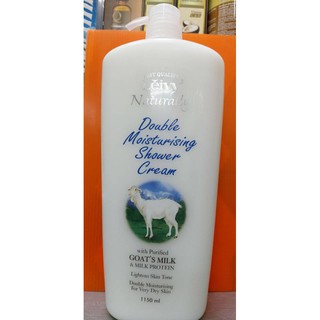 Naturally
Double
Moisturising
Shower
Cream
with Purified
GOAT'S MILK
& MILK PROTEIN
Lightens Skin Tone
Double Moisturising
for Very Dry Skin
1150 ml